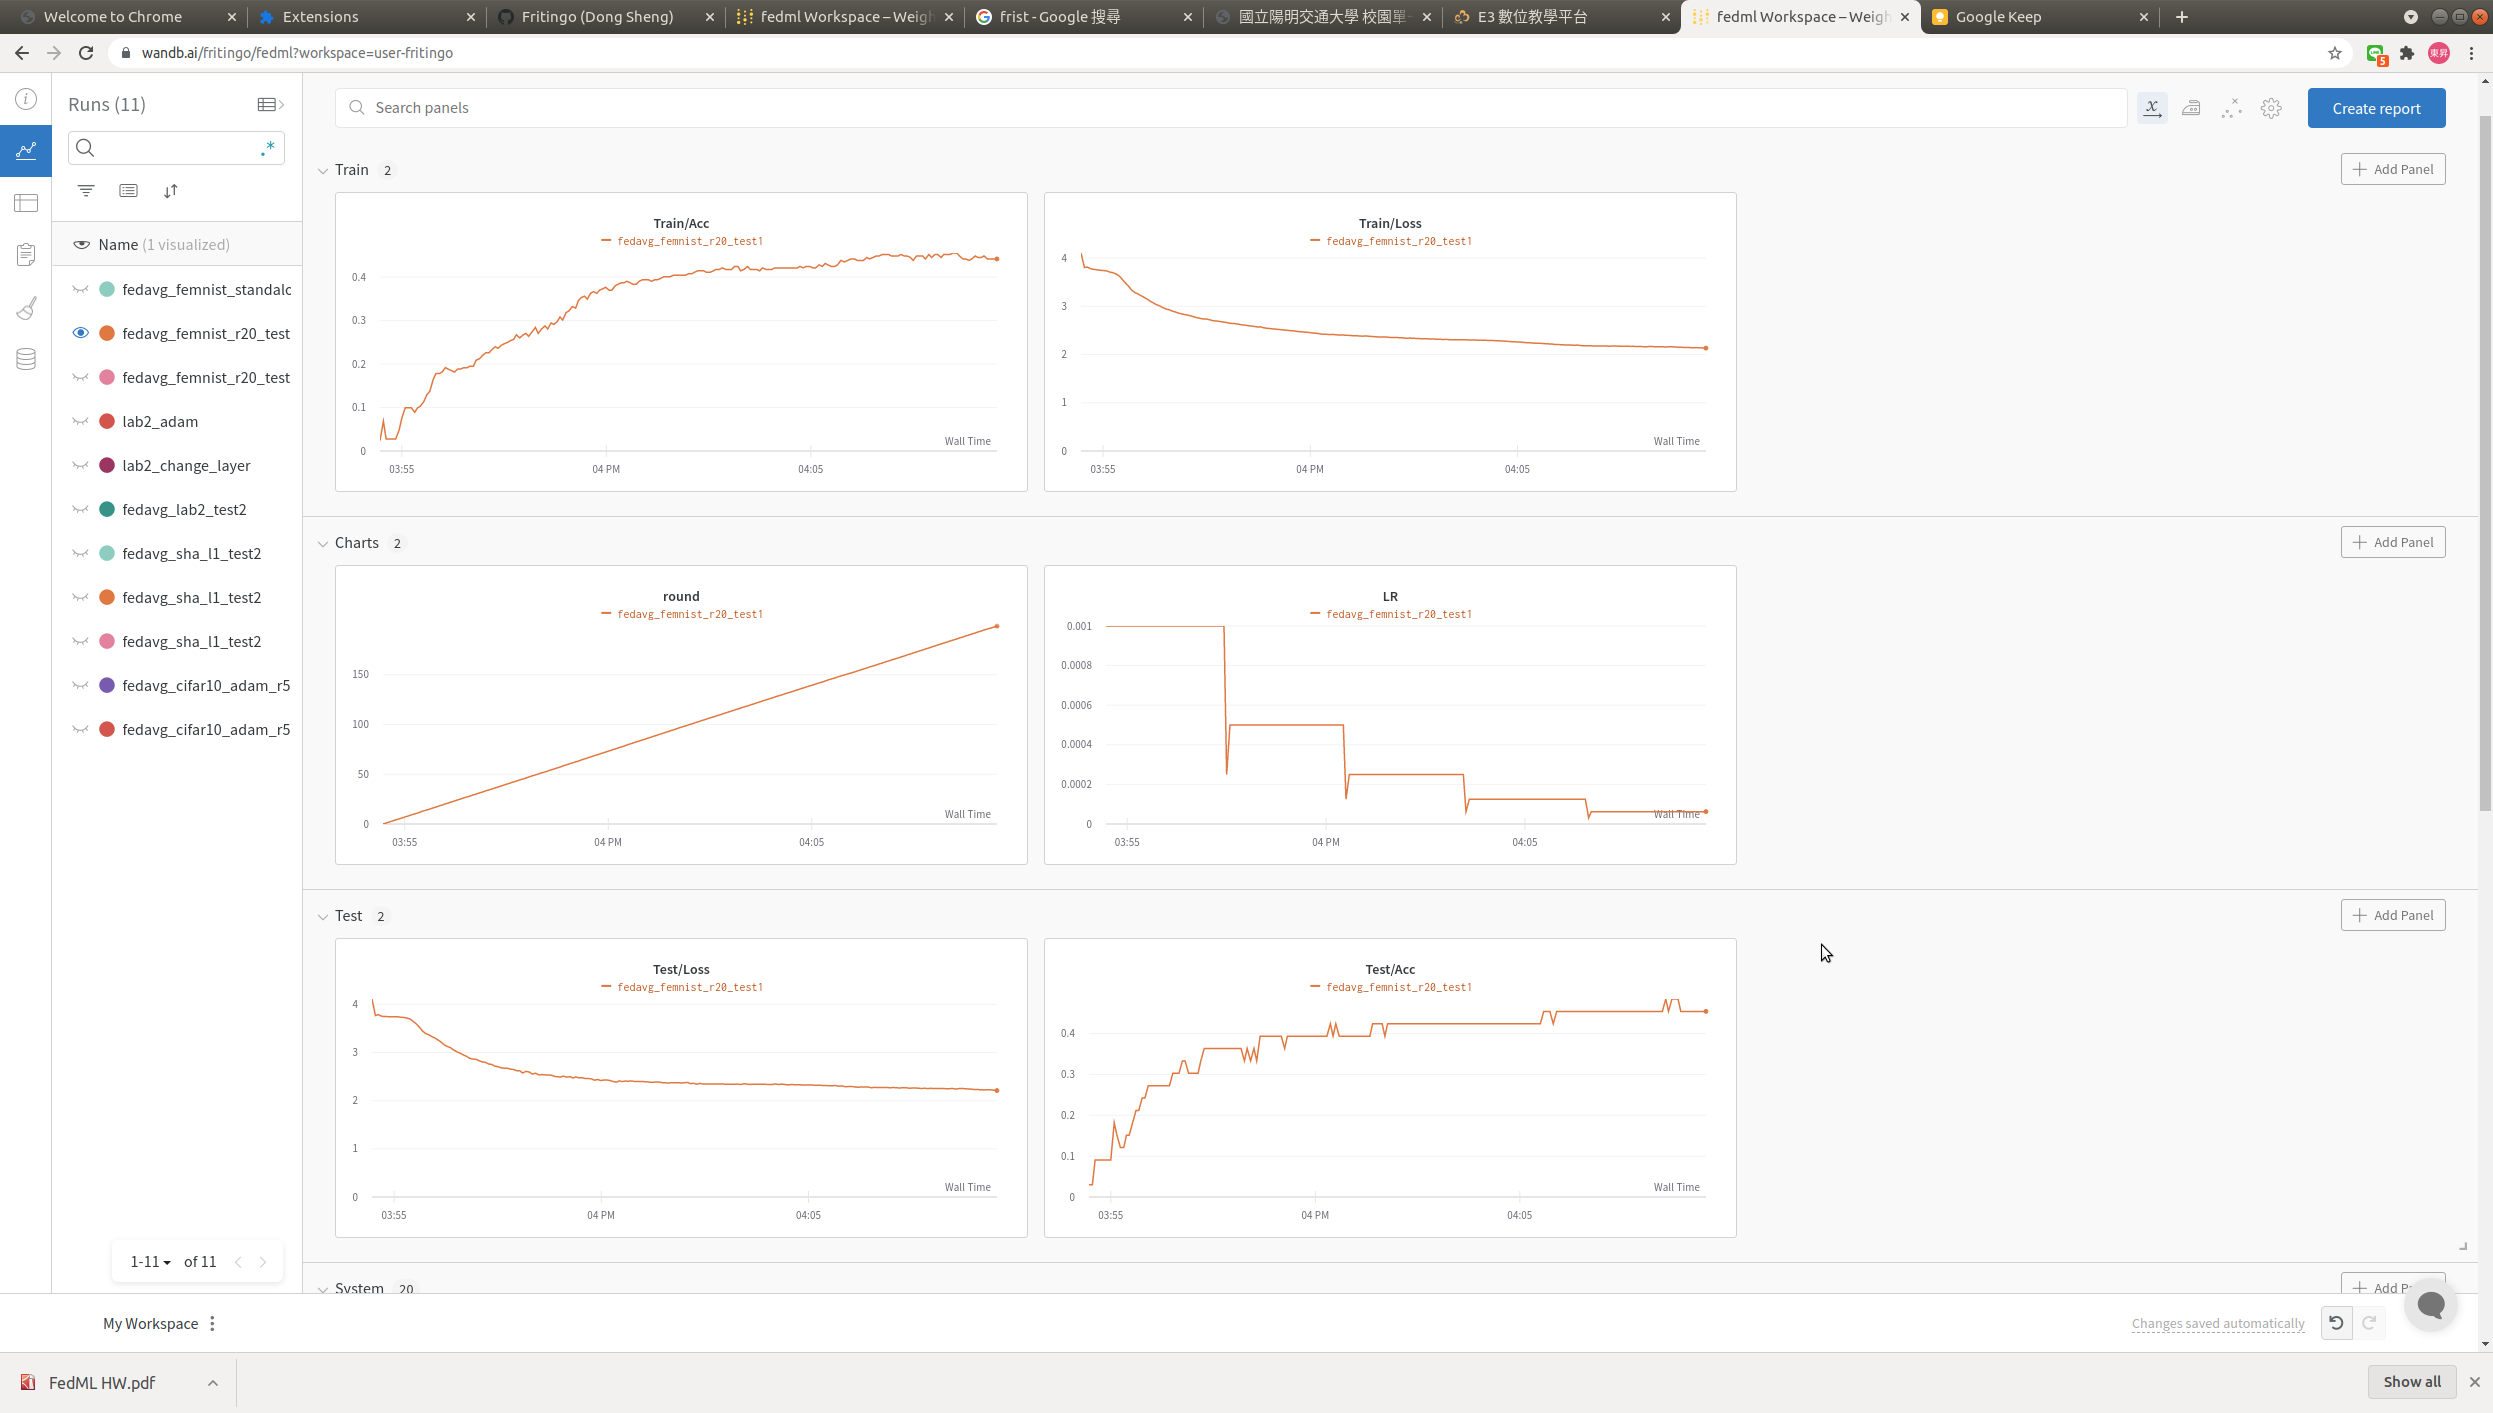 Welcome to Chrome
Extensions
Fritingo (Dong Sheng)
fedml Workspace – Weigh
frist - Google 搜尋
國立陽明交通大學 校園單一
E3 數位教學平台
fedml Workspace – Weigh
Google Keep
wandb.ai/fritingo/fedml?workspace=user-fritingo
5
東昇
Runs (11)
Search panels
Create report
.*
Name (1 visualized)
fedavg_femnist_standalo
fedavg_femnist_r20_test
fedavg_femnist_r20_test
lab2_adam
lab2_change_layer
fedavg_lab2_test2
fedavg_sha_l1_test2
fedavg_sha_l1_test2
fedavg_sha_l1_test2
fedavg_cifar10_adam_r5
fedavg_cifar10_adam_r5
1-11 of 11
Train 2
Add Panel
Train/Acc
fedavg_femnist_r20_test1
0.4
0.3
0.2
0.1
0
Wall Time
03:55 04 PM 04:05
Train/Loss
fedavg_femnist_r20_test1
4
3
2
1
0
Wall Time
03:55 04 PM 04:05
Charts 2
Add Panel
round
fedavg_femnist_r20_test1
150
100
50
0
Wall Time
03:55 04 PM 04:05
LR
fedavg_femnist_r20_test1
0.001
0.0008
0.0006
0.0004
0.0002
0
Wall Time
03:55 04 PM 04:05
Test 2
Add Panel
Test/Loss
fedavg_femnist_r20_test1
4
3
2
1
0
Wall Time
03:55 04 PM 04:05
Test/Acc
fedavg_femnist_r20_test1
0.4
0.3
0.2
0.1
0
Wall Time
03:55 04 PM 04:05
System 20
Add
My Workspace
Changes saved automatically
FedML HW.pdf
Show all